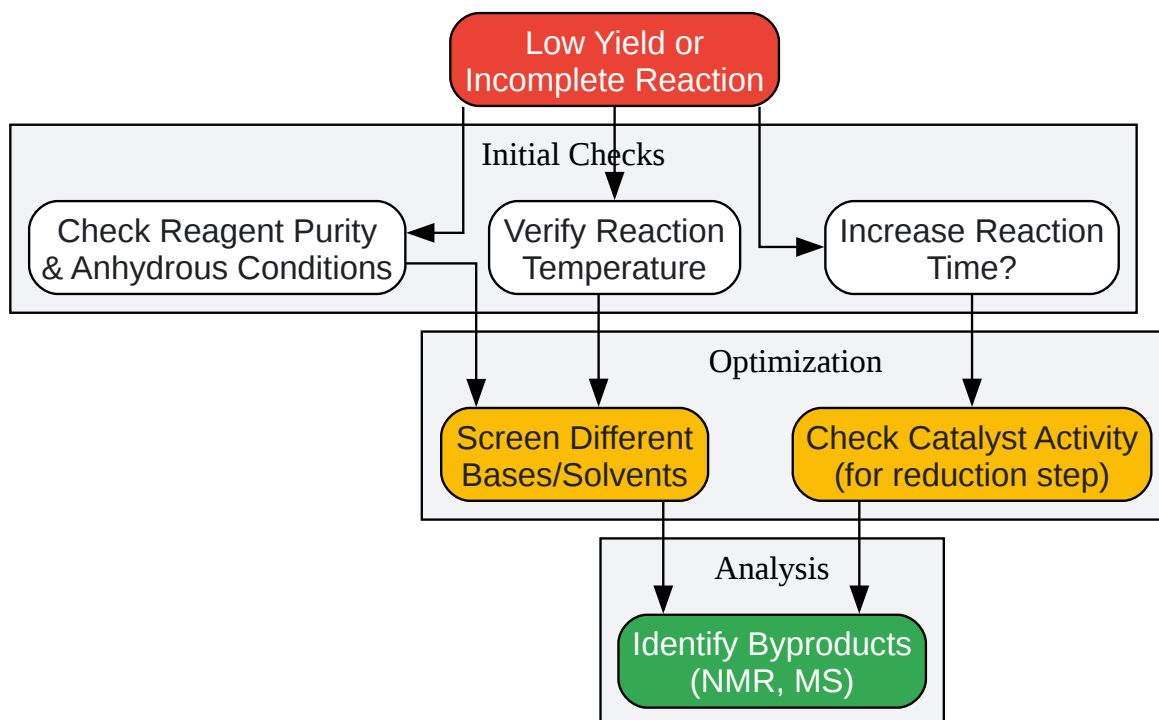 Low Yield or
Incomplete Reaction
Initial Checks
Check Reagent Purity
& Anhydrous Conditions
Verify Reaction
Temperature
Increase Reaction
Time?
Optimization
Screen Different
Bases/Solvents
Check Catalyst Activity
(for reduction step)
Analysis
Identify Byproducts
(NMR, MS)